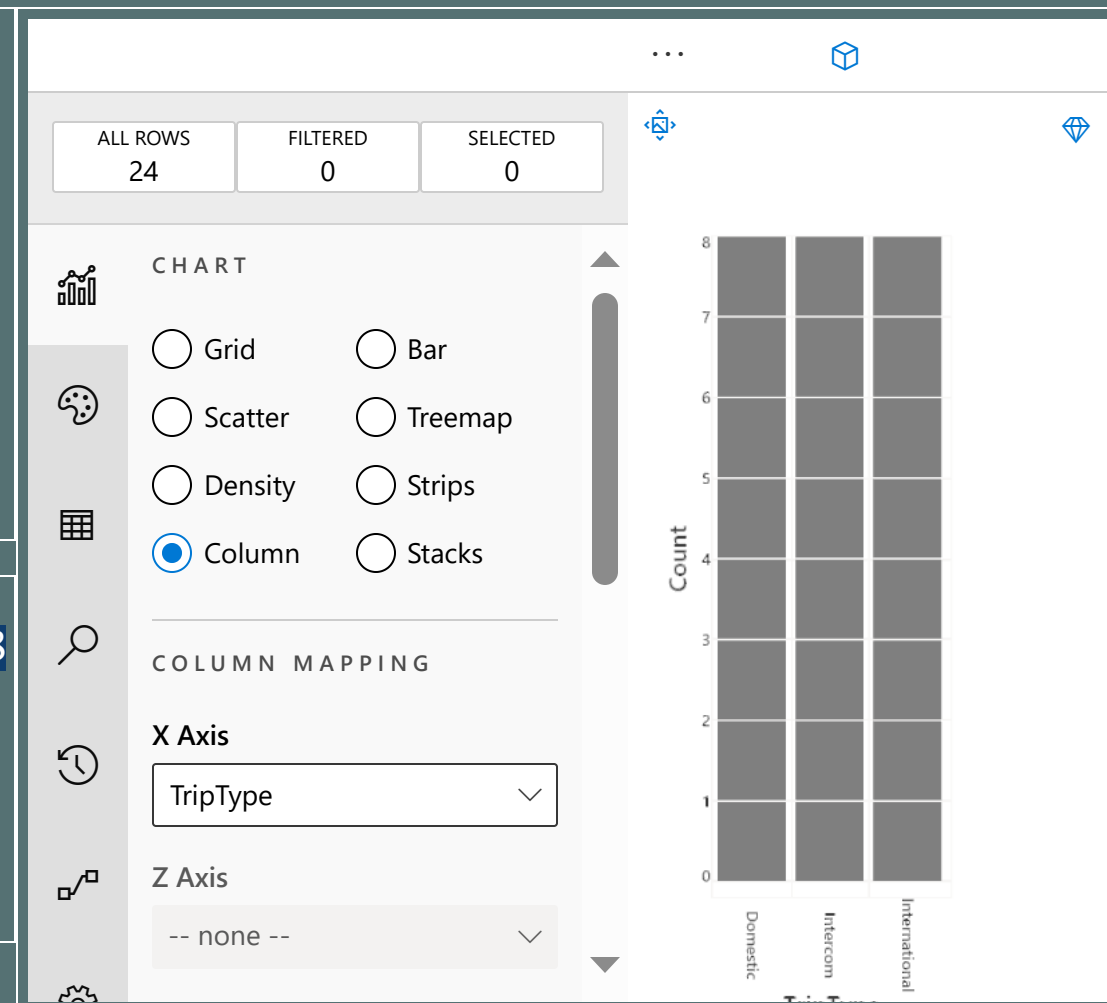 ALL ROWS FILTERED SELECTED
24 0 0
CHART
Grid Bar
Scatter Treemap
Density Strips
Column Stacks
COLUMN MAPPING
X Axis
TripType
Z Axis
-- none --
8
7
6
5
4
3
2
1
0
Count
Domestic
Intercom
International
TripType